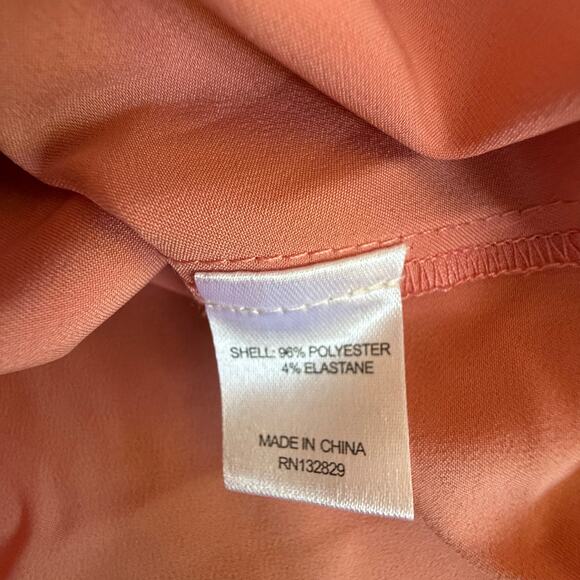 SHELL: 96% POLYESTER
4% ELASTANE
MADE IN CHINA
RN132829